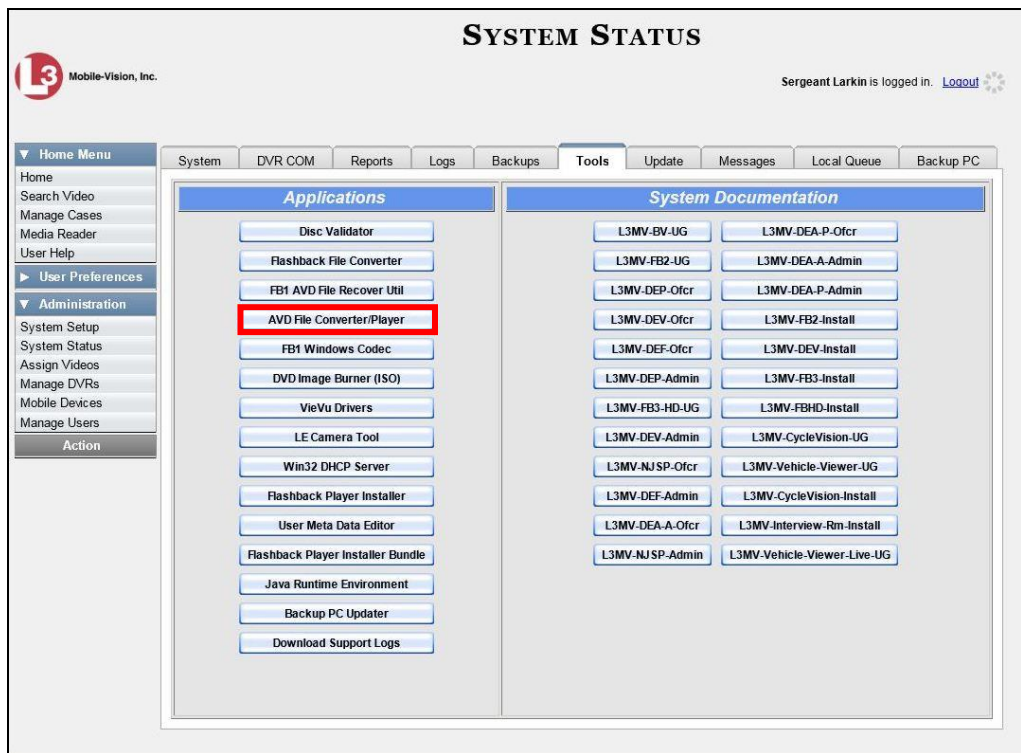 SYSTEM STATUS
L3 Mobile-Vision, Inc.
Sergeant Larkin is logged in. Logout
▼ Home Menu
Home
Search Video
Manage Cases
Media Reader
User Help
► User Preferences
▼ Administration
System Setup
System Status
Assign Videos
Manage DVRs
Mobile Devices
Manage Users
Action
System DVR COM Reports Logs Backups Tools Update Messages Local Queue Backup PC
Applications
Disc Validator
Flashback File Converter
FB1 AVD File Recover Util
AVD File Converter/Player
FB1 Windows Codec
DVD Image Burner (ISO)
VieVu Drivers
LE Camera Tool
Win32 DHCP Server
Flashback Player Installer
User Meta Data Editor
Flashback Player Installer Bundle
Java Runtime Environment
Backup PC Updater
Download Support Logs
System Documentation
L3MV-BV-UG L3MV-DEA-P-Ofcr
L3MV-FB2-UG L3MV-DEA-A-Admin
L3MV-DEP-Ofcr L3MV-DEA-P-Admin
L3MV-DEV-Ofcr L3MV-FB2-Install
L3MV-DEF-Ofcr L3MV-DEV-Install
L3MV-DEP-Admin L3MV-FB3-Install
L3MV-FB3-HD-UG L3MV-FBHD-Install
L3MV-DEV-Admin L3MV-CycleVision-UG
L3MV-NJSP-Ofcr L3MV-Vehicle-Viewer-UG
L3MV-DEF-Admin L3MV-CycleVision-Install
L3MV-DEA-A-Ofcr L3MV-Interview-Rm-Install
L3MV-NJSP-Admin L3MV-Vehicle-Viewer-Live-UG